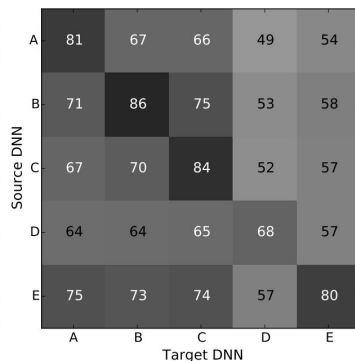 A 81 67 66 49 54
B 71 86 75 53 58
C 67 70 84 52 57
D 64 64 65 68 57
E 75 73 74 57 80
A B C D E
Source DNN
Target DNN